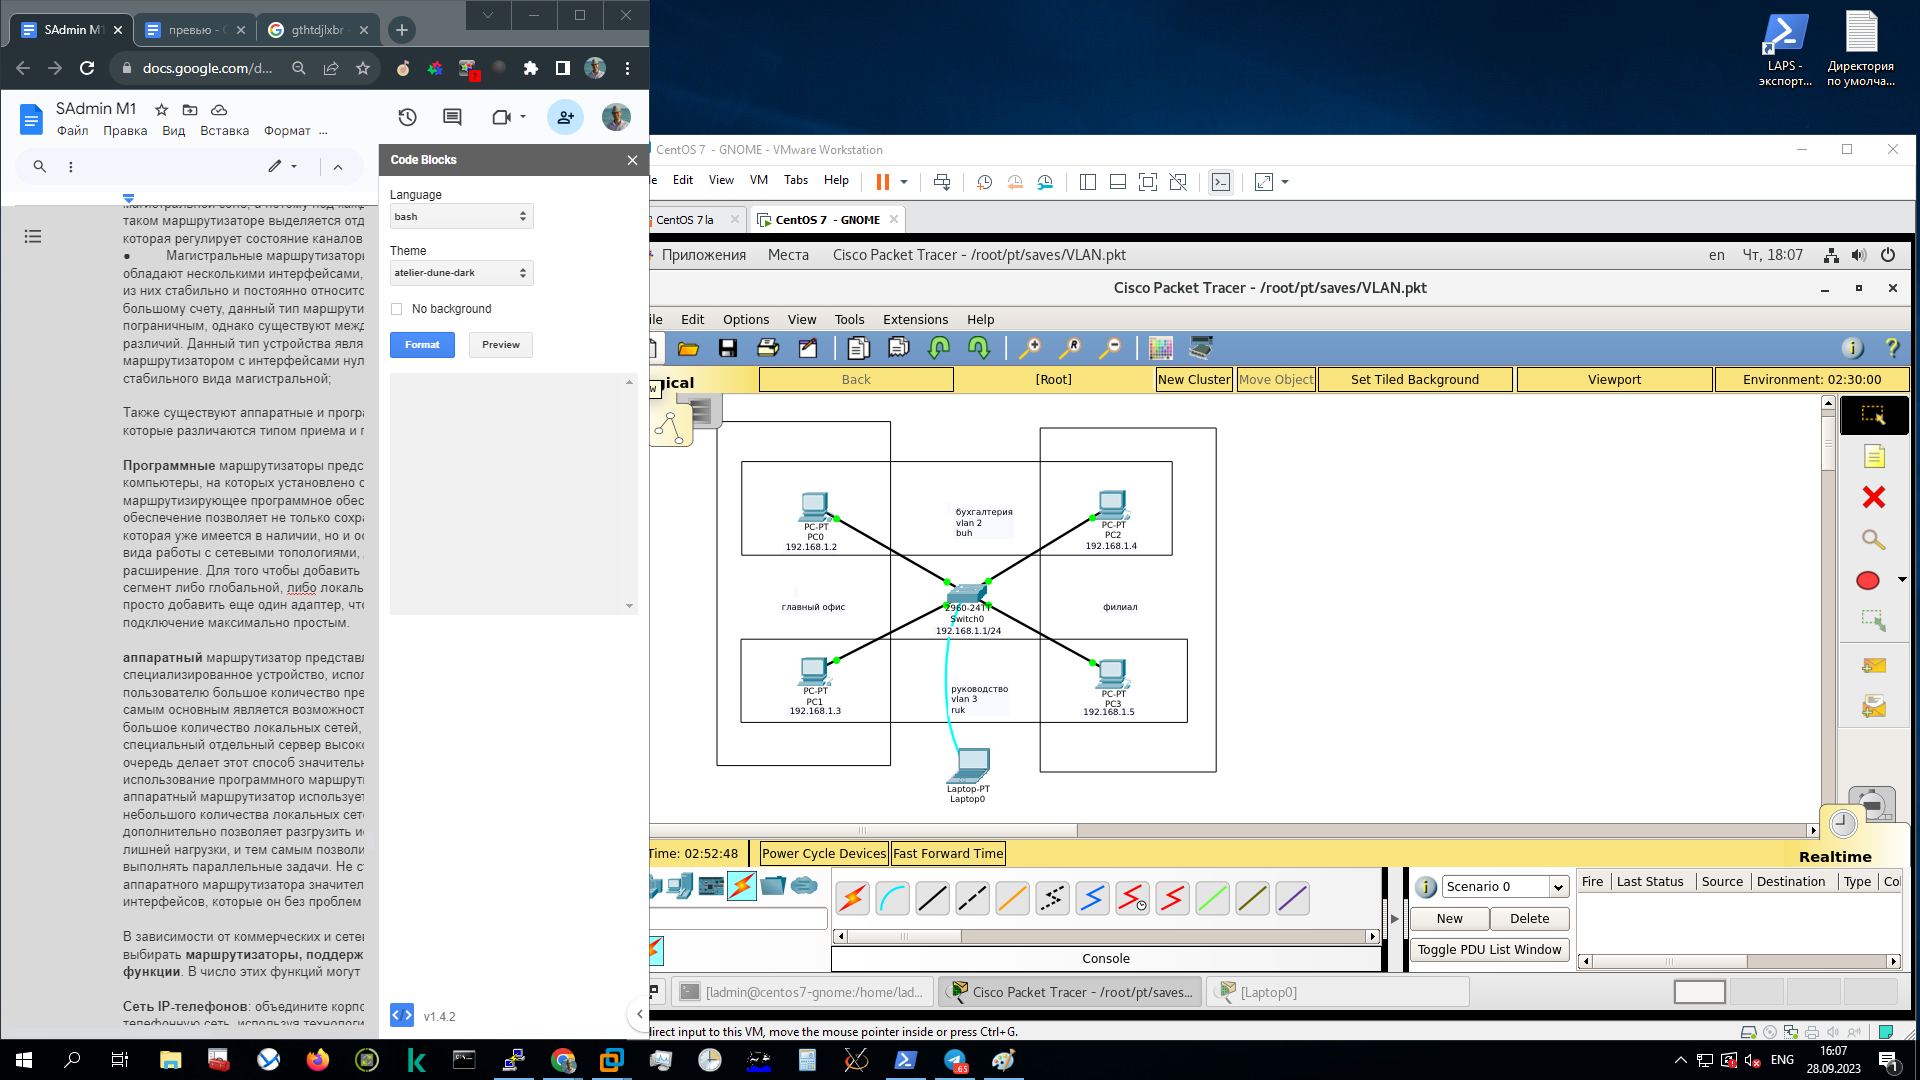 SAdmin M1
превью - С
gthtdjlxbr
docs.google.com/d...
2
SAdmin M1
Файл Правка Вид Вставка Формат ...
таком маршрутизаторе выделяется отд
которая регулирует состояние каналов
● Магистральные маршрутизаторы
обладают несколькими интерфейсами,
из них стабильно и постоянно относитс
большому счету, данный тип маршрути
пограничным, однако существуют межд
различий. Данный тип устройства явля
маршрутизатором с интерфейсами нул
стабильного вида магистральной;
Также существуют аппаратные и програ
которые различаются типом приема и п
Программные маршрутизаторы предс
компьютеры, на которых установлено с
маршрутизирующее программное обес
обеспечение позволяет не только сохра
которая уже имеется в наличии, но и ос
вида работы с сетевыми топологиями,
расширение. Для того чтобы добавить
сегмент либо глобальной, либо локаль
просто добавить еще один адаптер, что
подключение максимально простым.
аппаратный маршрутизатор представл
специализированное устройство, испол
пользователю большое количество пре
самым основным является возможност
большое количество локальных сетей,
специальный отдельный сервер высоко
очередь делает этот способ значительн
использование программного маршрути
аппаратный маршрутизатор использует
небольшого количества локальных сете
дополнительно позволяет разгрузить и
лишней нагрузки, и тем самым позволи
выполнять параллельные задачи. Не с
аппаратного маршрутизатора значител
интерфейсов, которые он без проблем
В зависимости от коммерческих и сете
выбирать маршрутизаторы, поддерж
функции. В число этих функций могут
Сеть IP-телефонов: объедините корпо
телефонную сеть, используя технологи
Code Blocks
Language
bash
Theme
atelier-dune-dark
No background
Format Preview
v1.4.2
LAPS -
экспорт...
Директория
по умолча...
CentOS 7 - GNOME - VMware Workstation
le Edit View VM Tabs Help
CentOS 7 la
CentOS 7 - GNOME
Приложения Места Cisco Packet Tracer - /root/pt/saves/VLAN.pkt en Чт, 18:07
Cisco Packet Tracer - /root/pt/saves/VLAN.pkt
ile Edit Options View Tools Extensions Help
w
gical Back [Root] New Cluster Move Object Set Tiled Background Viewport Environment: 02:30:00
PC-PT
PC0
192.168.1.2
бухгалтерия
vlan 2
buh
PC-PT
PC2
192.168.1.4
главный офис
2960-24TT
Switch0
192.168.1.1/24
филиал
PC-PT
PC1
192.168.1.3
руководство
vlan 3
ruk
PC-PT
PC3
192.168.1.5
Laptop-PT
Laptop0
Time: 02:52:48 Power Cycle Devices Fast Forward Time
Realtime
Scenario 0
New Delete
Toggle PDU List Window
Fire Last Status Source Destination Type Co
Console
[ladmin@centos7-gnome:/home/lad...
Cisco Packet Tracer - /root/pt/saves...
[Laptop0]
direct input to this VM, move the mouse pointer inside or press Ctrl+G.
.65
ENG
16:07
28.09.2023
1